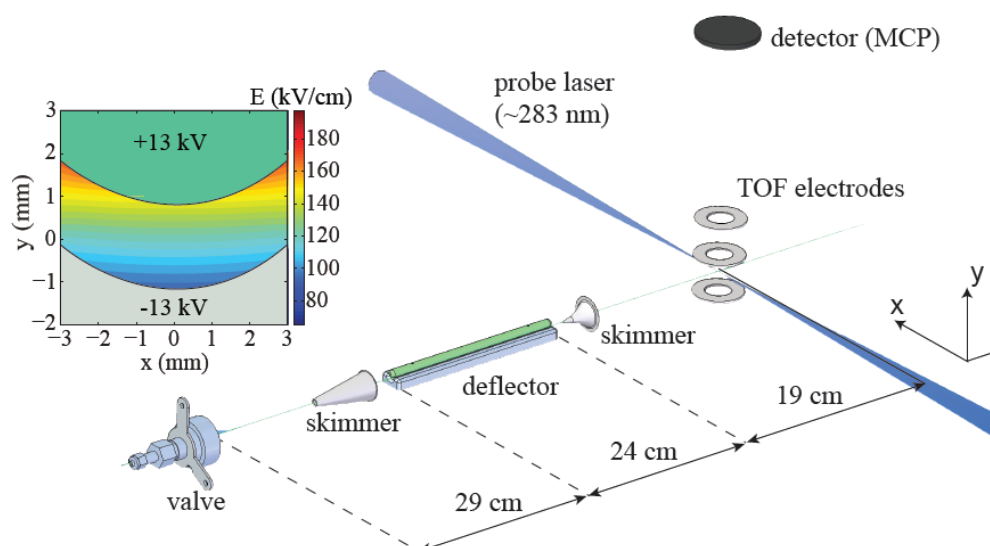 E (kV/cm)
3
2
1
0
−1
−2
y (mm)
+13 kV
-13 kV
−3
−2
−1
0
1
2
3
x (mm)
180
160
140
120
100
80
detector (MCP)
probe laser
(~283 nm)
TOF electrodes
y
x
skimmer
deflector
skimmer
valve
19 cm
24 cm
29 cm